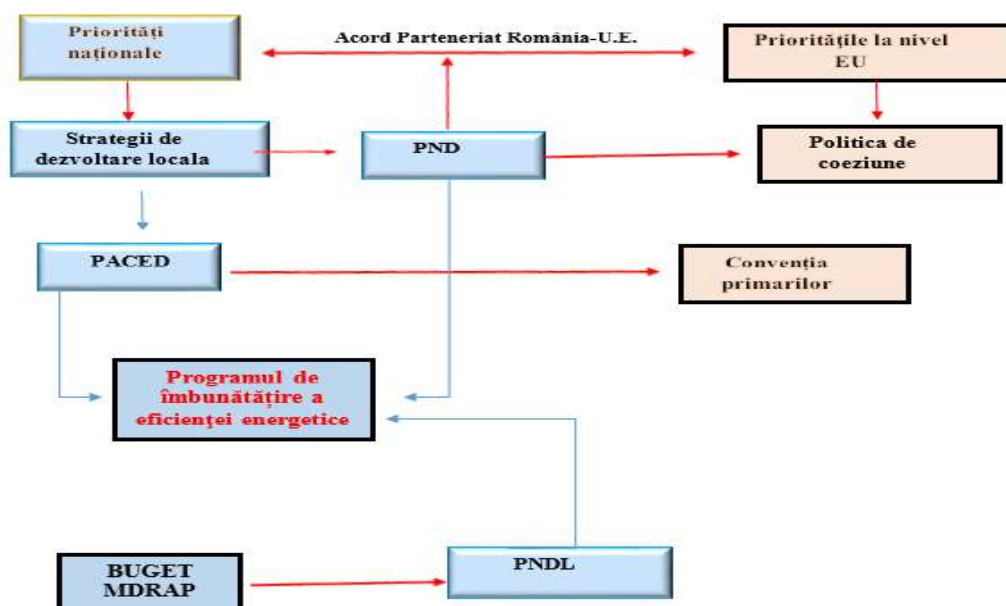 Priorități
naționale
Acord Parteneriat România-U.E.
Prioritățile la nivel
EU
Strategii de
dezvoltare locala
PND
Politica de
coeziune
PACED
Convenția
primarilor
Programul de
îmbunătățire a
eficienței energetice
BUGET
MDRAP
PNDL